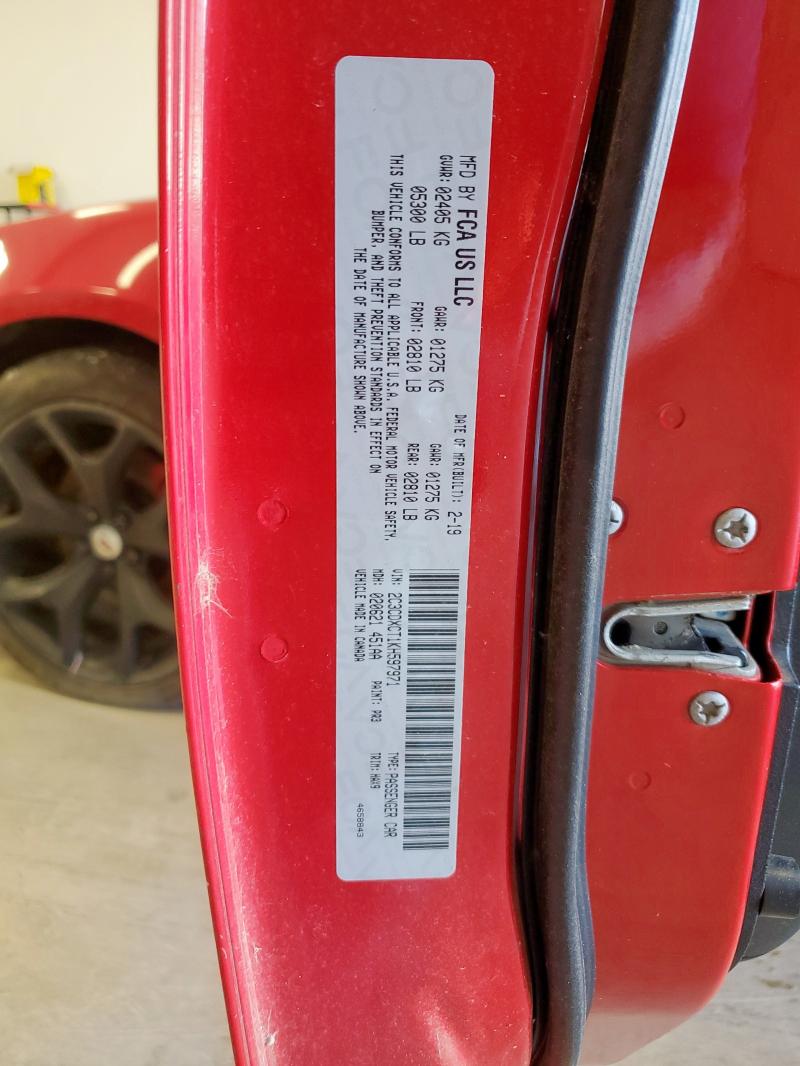 MFD BY FCA US LLC
DATE OF MFR(BUILT): 2-19
GVWR: 02405 KG
GAWR: 01275 KG
GAWR: 01275 KG
05300 LB
FRONT: 02810 LB
REAR: 02810 LB
THIS VEHICLE CONFORMS TO ALL APPLICABLE U.S.A. FEDERAL MOTOR VEHICLE SAFETY,
BUMPER, AND THEFT PREVENTION STANDARDS IN EFFECT ON
THE DATE OF MANUFACTURE SHOWN ABOVE.
VIN: 2C3CDXCT1KH597971
TYPE: PASSENGER CAR
MDH: 020621 451AA
PAINT: PR3
TRIM: HAX9
VEHICLE MADE IN CANADA
4658843